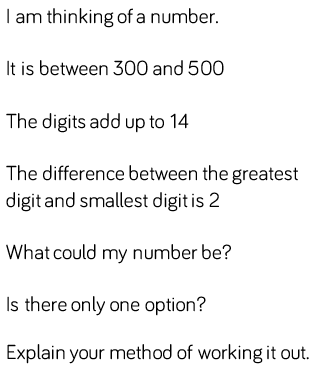 I am thinking of a number.
It is between 300 and 500
The digits add up to 14
The difference between the greatest
digit and smallest digit is 2
What could my number be?
Is there only one option?
Explain your method of working it out.